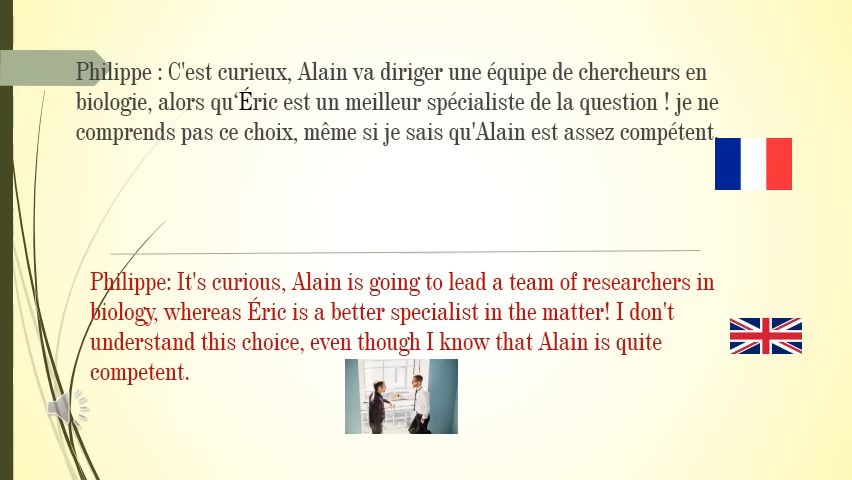 Philippe : C'est curieux, Alain va diriger une équipe de chercheurs en
biologie, alors qu‘Éric est un meilleur spécialiste de la question ! je ne
comprends pas ce choix, même si je sais qu'Alain est assez compétent.
Philippe: It's curious, Alain is going to lead a team of researchers in
biology, whereas Éric is a better specialist in the matter! I don't
understand this choice, even though I know that Alain is quite
competent.